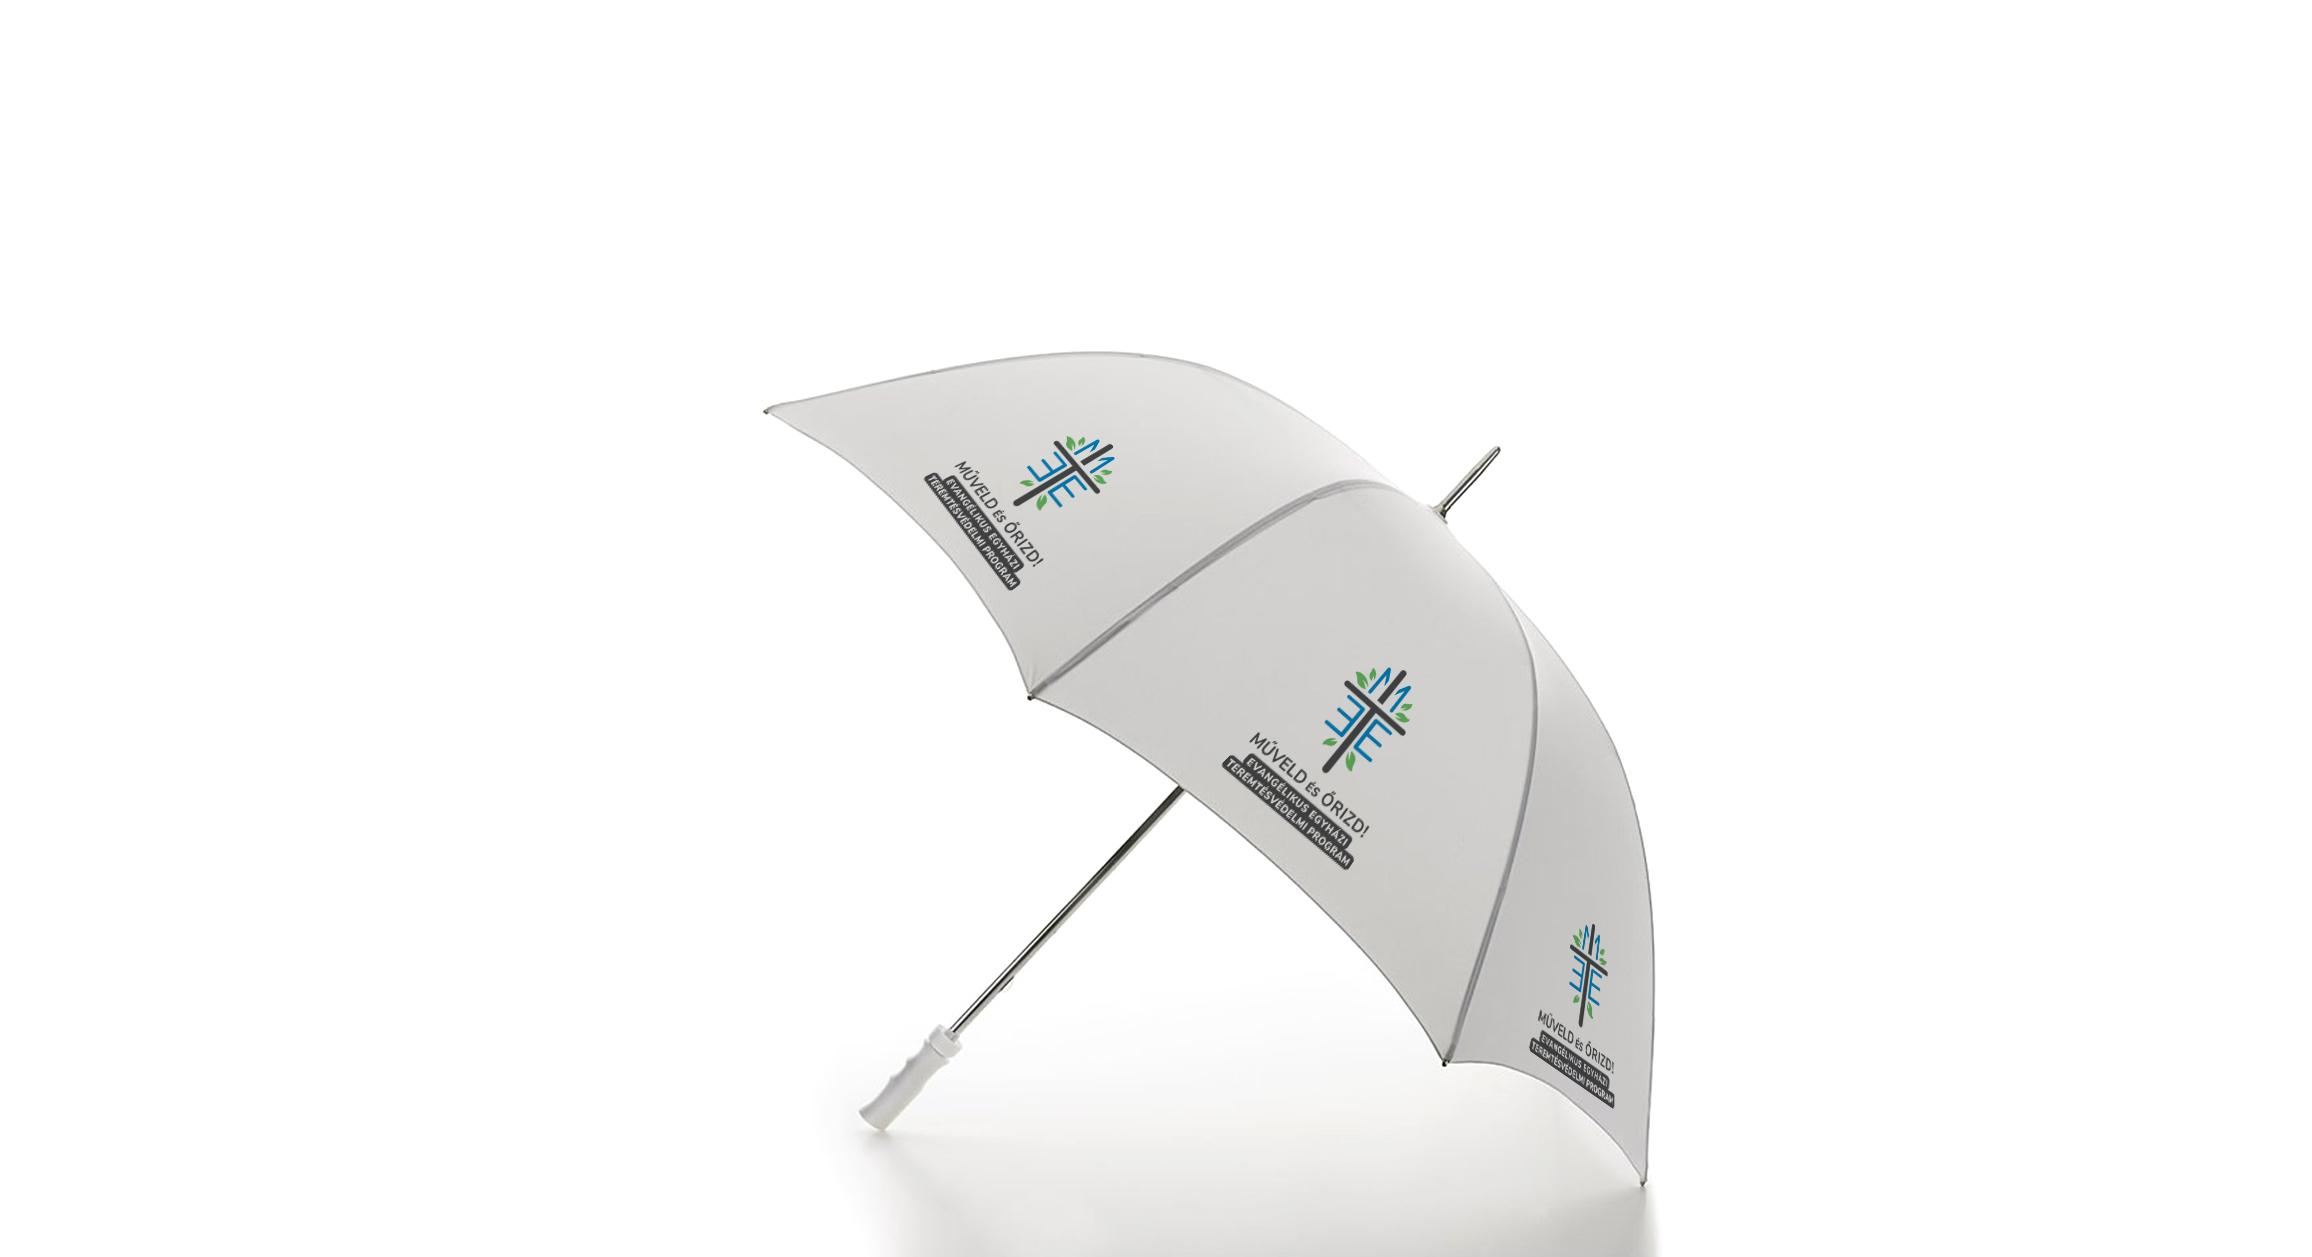 MŰVELD és ŐRIZD!
EVANGÉLIKUS EGYHÁZI
TEREMTÉSVÉDELMI PROGRAM
MŰVELD és ŐRIZD!
EVANGÉLIKUS EGYHÁZI
TEREMTÉSVÉDELMI PROGRAM
MŰVELD és ŐRIZD!
EVANGÉLIKUS EGYHÁZI
TEREMTÉSVÉDELMI PROGRAM